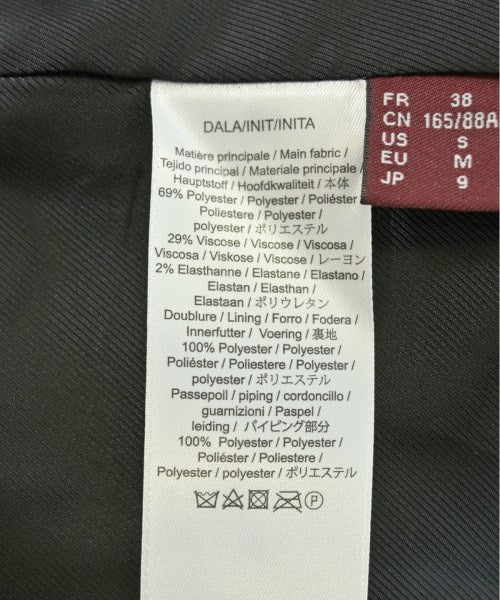 DALA/INIT/INITA
Matière principale / Main fabric /
Tejido principal / Materiale principale /
Hauptstoff / Hoofdkwaliteit / 本体
69% Polyester / Polyester / Poliéster /
Poliestere / Polyester /
polyester / ポリエステル
29% Viscose / Viscose / Viscosa /
Viscosa / Viskose / Viscose / レーヨン
2% Elasthanne / Elastane / Elastano /
Elastan / Elasthan /
Elastaan / ポリウレタン
Doublure / Lining / Forro / Fodera /
Innerfutter / Voering / 裏地
100% Polyester / Polyester /
Poliéster / Poliestere / Polyester /
polyester / ポリエステル
Passepoil / piping / cordoncillo /
guarnizioni / Paspel /
leiding / パイピング部分
100% Polyester / Polyester /
Poliéster / Poliestere /
Polyester / polyester / ポリエステル
P
FR 38
CN 165/88A
US S
EU M
JP 9